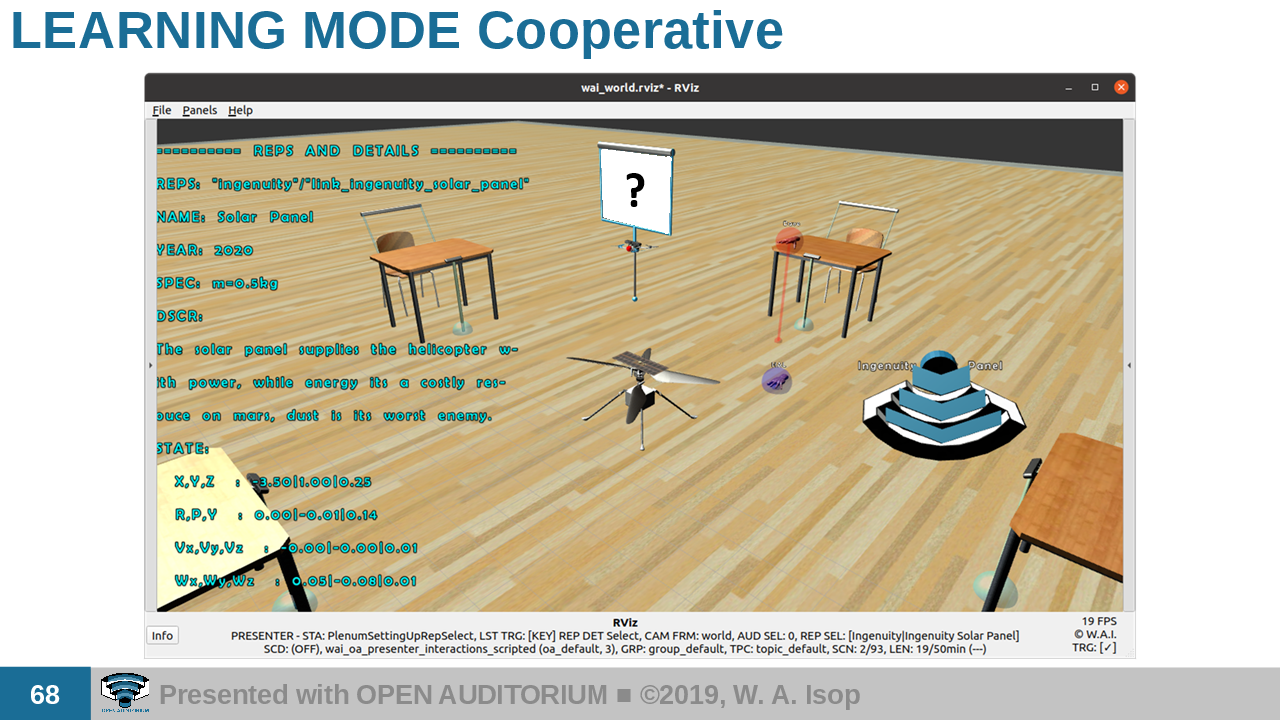 LEARNING MODE Cooperative
wai_world.rviz* - RViz
File Panels Help
========== REPS AND DETAILS ==========
REPS: "ingenuity"/"link_ingenuity_solar_panel"
NAME: Solar Panel
YEAR: 2020
SPEC: m=0.5kg
DSCR:
The solar panel supplies the helicopter w-
ith power, while energy its a costly res-
ouce on mars, dust is its worst enemy.
STATE:
X,Y,Z : -3.50|1.00|0.25
R,P,Y : 0.00|-0.01|0.14
Vx,Vy,Vz : -0.00|-0.00|0.01
Wx,Wy,Wz : 0.05|-0.08|0.01
?
Ingenuity Panel
Info
RViz
PRESENTER - STA: PlenumSettingUpRepSelect, LST TRG: [KEY] REP DET Select, CAM FRM: world, AUD SEL: 0, REP SEL: [Ingenuity|Ingenuity Solar Panel]
SCD: (OFF), wai_oa_presenter_interactions_scripted (oa_default, 3), GRP: group_default, TPC: topic_default, SCN: 2/93, LEN: 19/50min (---)
19 FPS
© W.A.I.
TRG: [✓]
68
OPEN AUDITORIUM
Presented with OPEN AUDITORIUM ■ ©2019, W. A. Isop